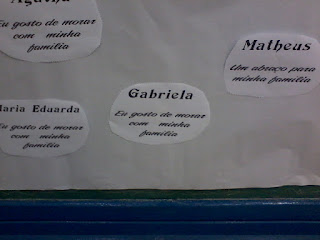 Eu gosto de morar
com minha
família
Matheus
Um abraço para
minha família
Gabriela
Eu gosto de morar
com minha
família
Maria Eduarda
Eu gosto de morar
com minha
família